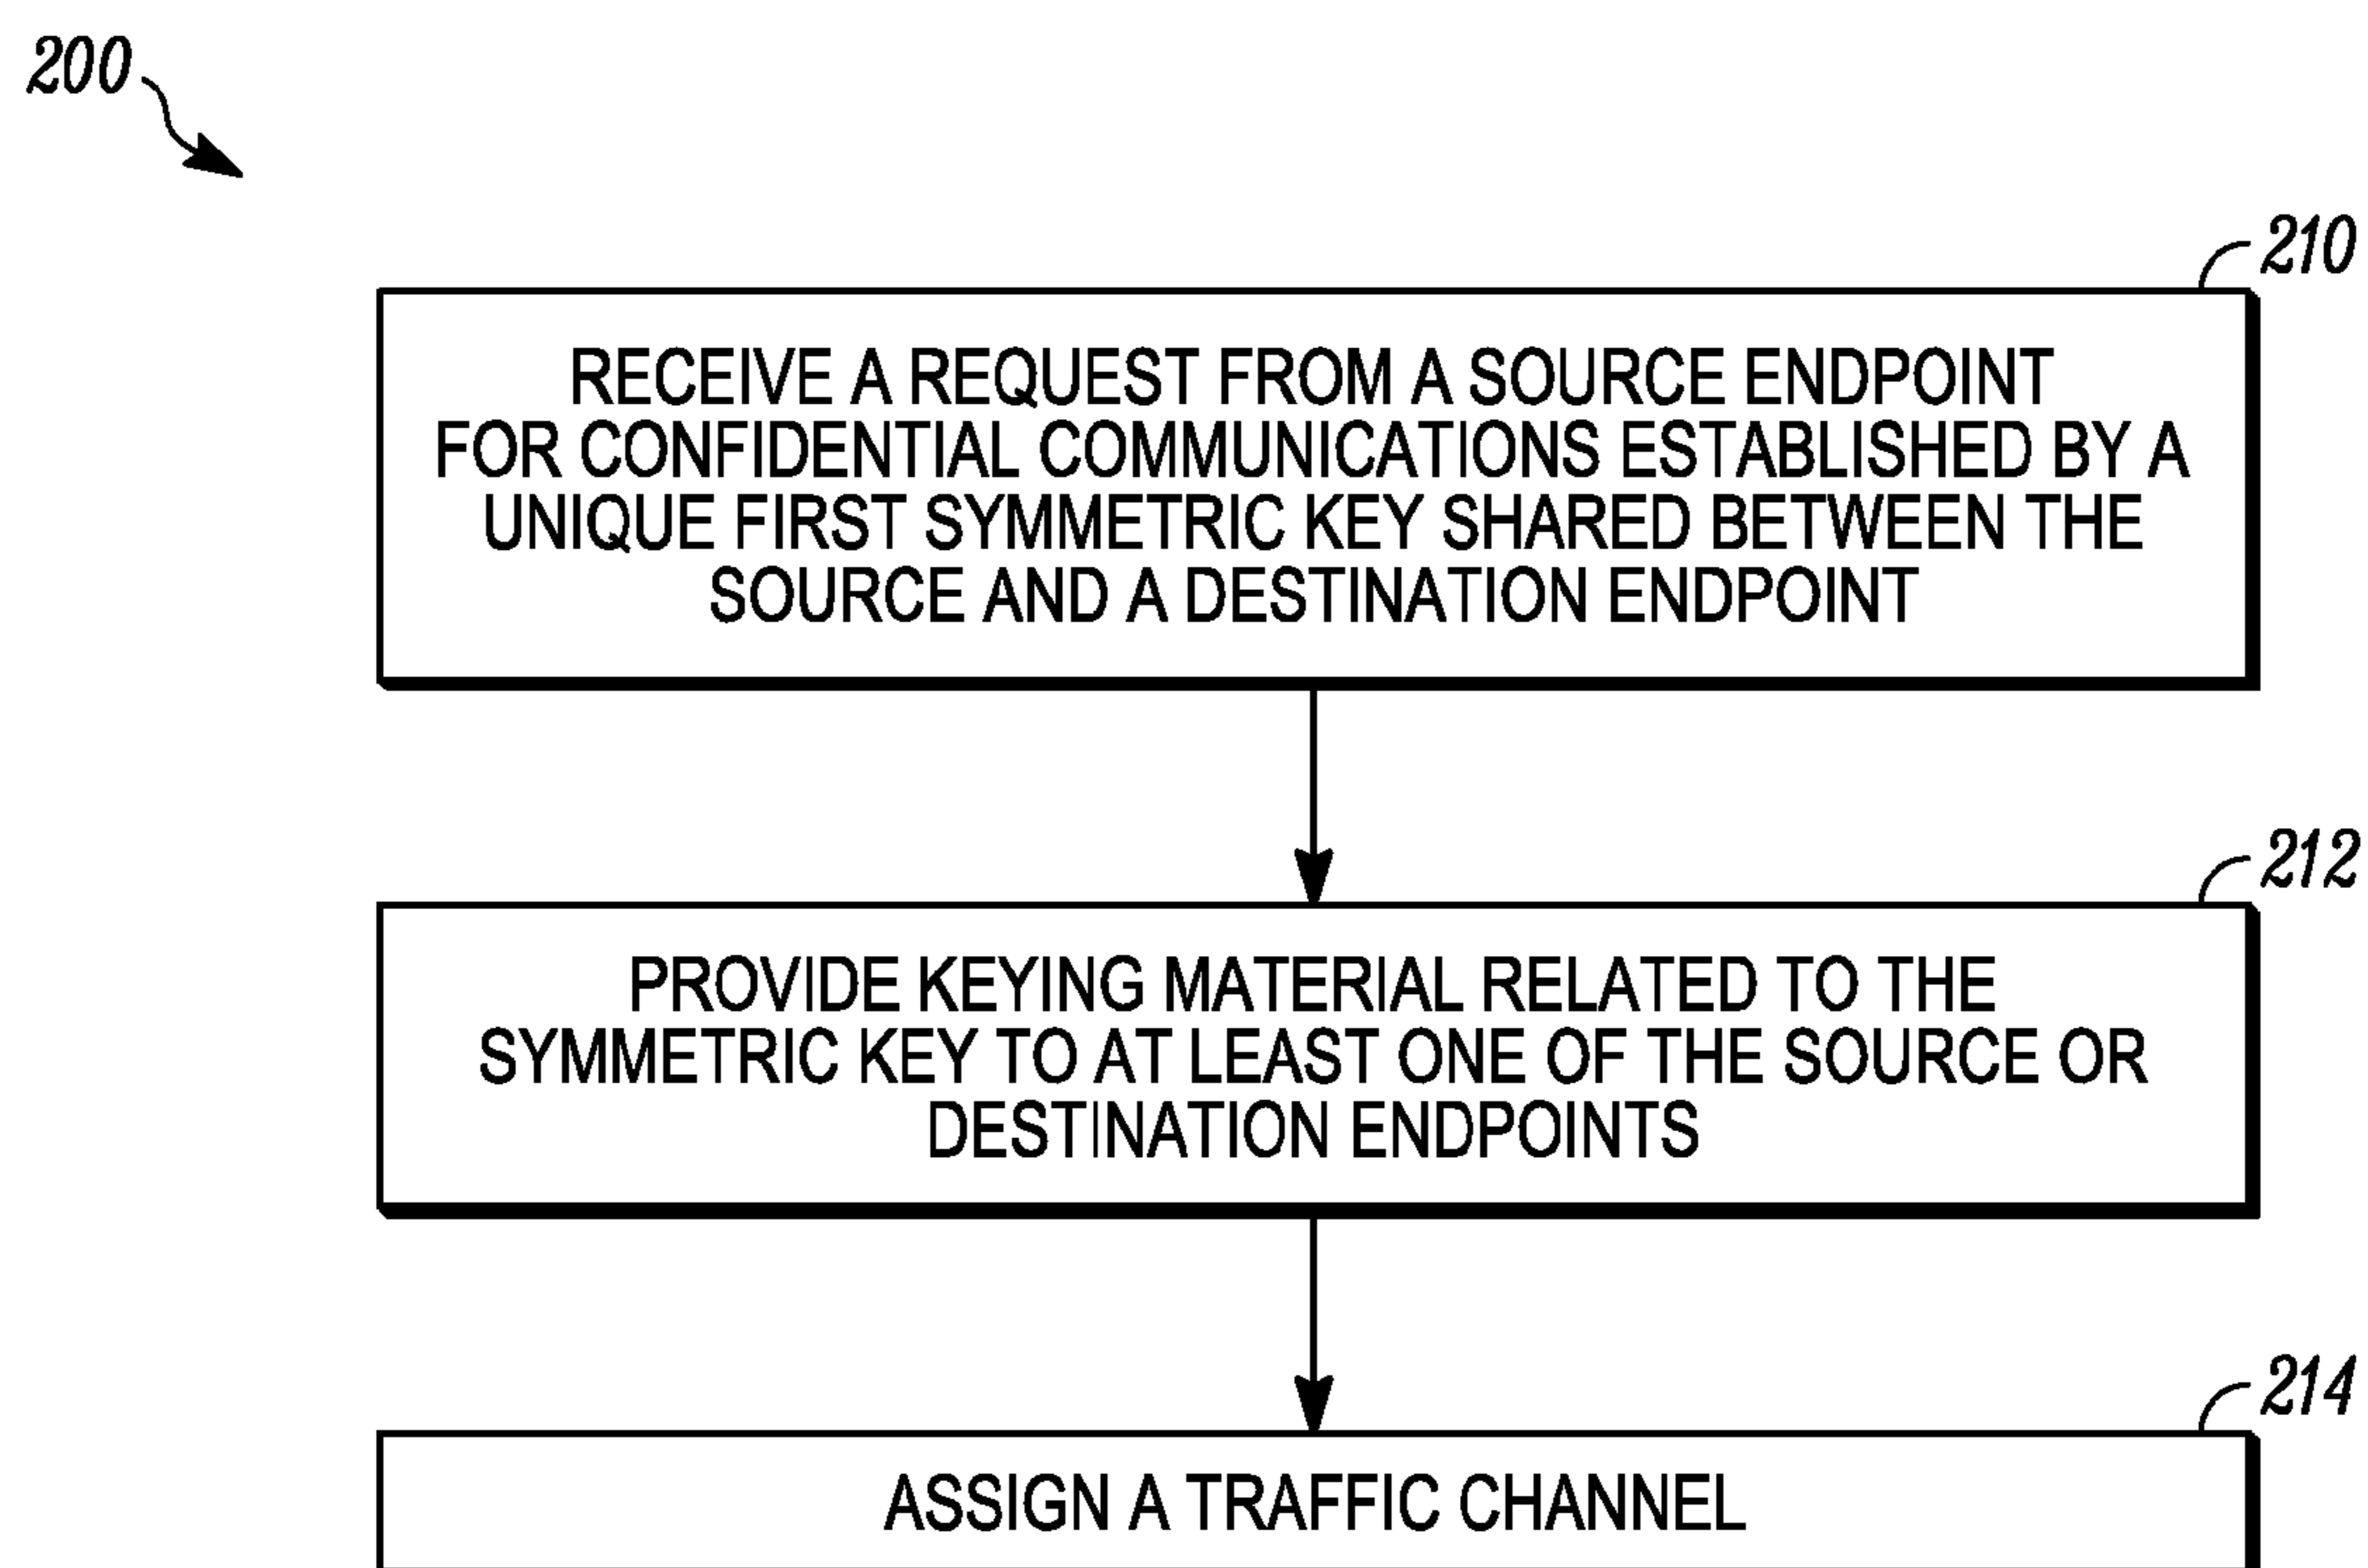 200
210
RECEIVE A REQUEST FROM A SOURCE ENDPOINT
FOR CONFIDENTIAL COMMUNICATIONS ESTABLISHED BY A
UNIQUE FIRST SYMMETRIC KEY SHARED BETWEEN THE
SOURCE AND A DESTINATION ENDPOINT
212
PROVIDE KEYING MATERIAL RELATED TO THE
SYMMETRIC KEY TO AT LEAST ONE OF THE SOURCE OR
DESTINATION ENDPOINTS
214
ASSIGN A TRAFFIC CHANNEL